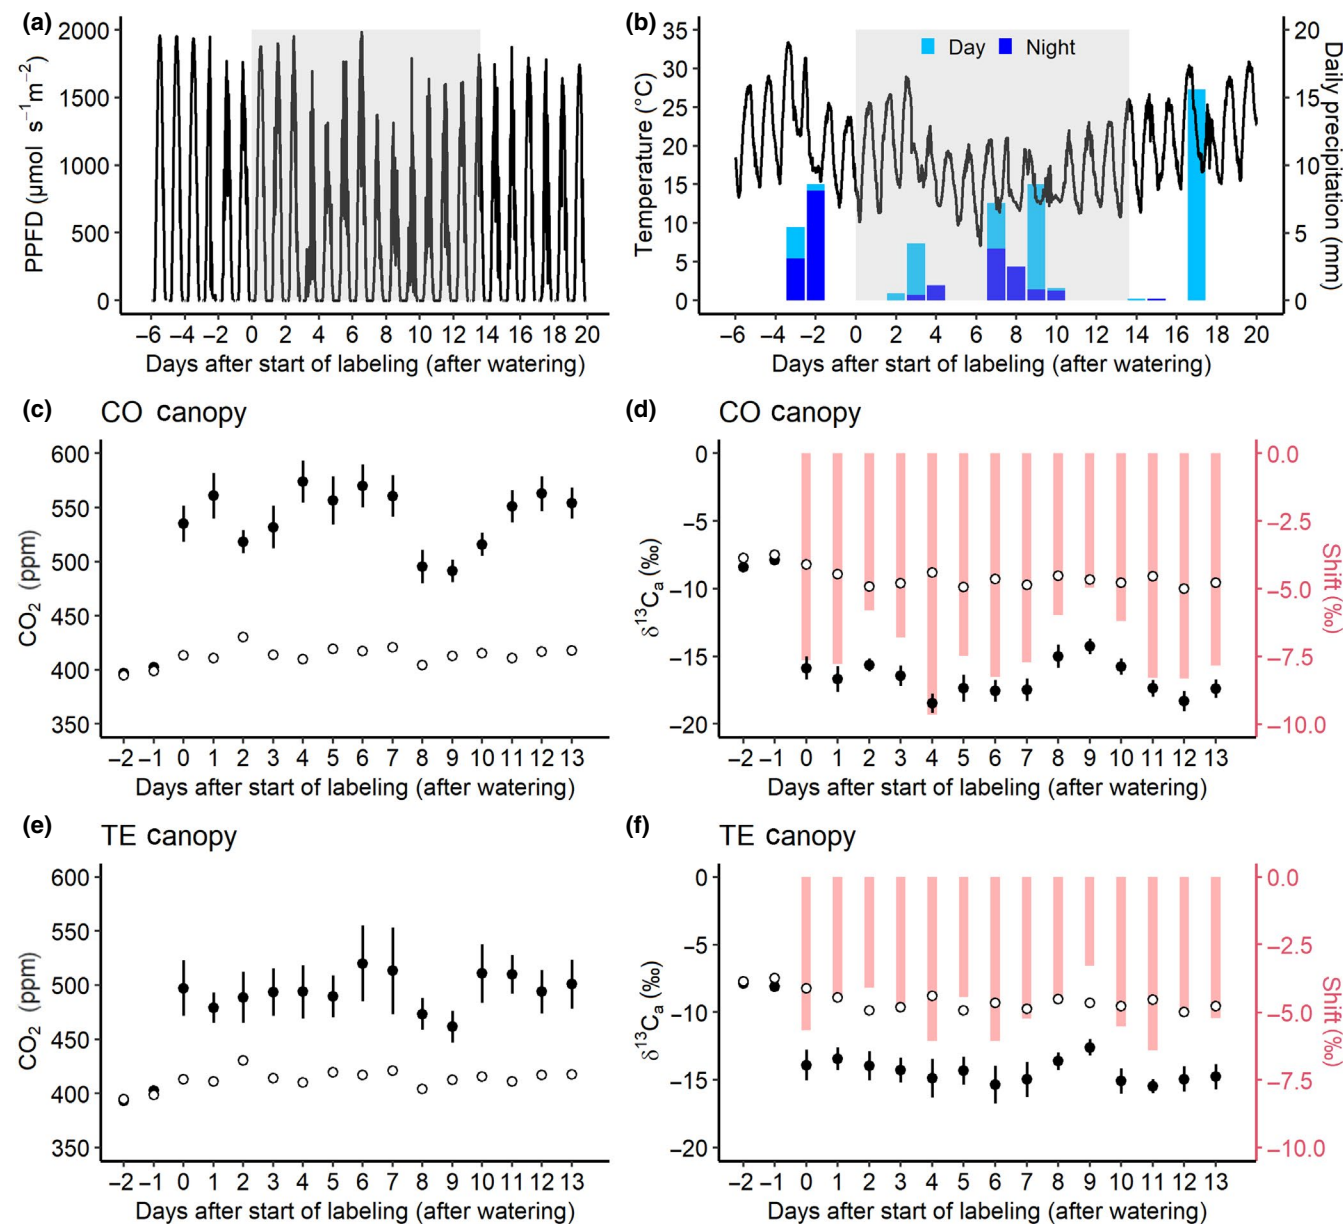 (a)
2000
1500
1000
500
0
PPFD (μmol s⁻¹m⁻²)
−6 −4 −2 0 2 4 6 8 10 12 14 16 18 20
Days after start of labeling (after watering)
(b)
Day Night
35
30
25
20
15
10
5
0
Temperature (°C)
20
15
10
5
0
Daily precipitation (mm)
−6 −4 −2 0 2 4 6 8 10 12 14 16 18 20
Days after start of labeling (after watering)
(c) CO canopy
600
550
500
450
400
350
CO₂ (ppm)
−2 −1 0 1 2 3 4 5 6 7 8 9 10 11 12 13
Days after start of labeling (after watering)
(d) CO canopy
0
−5
−10
−15
−20
δ¹³Cₐ (‰)
0.0
−2.5
−5.0
−7.5
−10.0
Shift (‰)
−2 −1 0 1 2 3 4 5 6 7 8 9 10 11 12 13
Days after start of labeling (after watering)
(e) TE canopy
600
550
500
450
400
350
CO₂ (ppm)
−2 −1 0 1 2 3 4 5 6 7 8 9 10 11 12 13
Days after start of labeling (after watering)
(f) TE canopy
0
−5
−10
−15
−20
δ¹³Cₐ (‰)
0.0
−2.5
−5.0
−7.5
−10.0
Shift (‰)
−2 −1 0 1 2 3 4 5 6 7 8 9 10 11 12 13
Days after start of labeling (after watering)